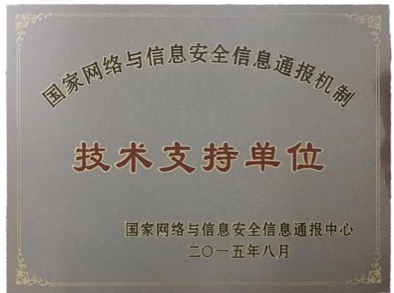 国家网络与信息安全信息通报机制
技术支持单位
国家网络与信息安全信息通报中心
二〇一五年八月